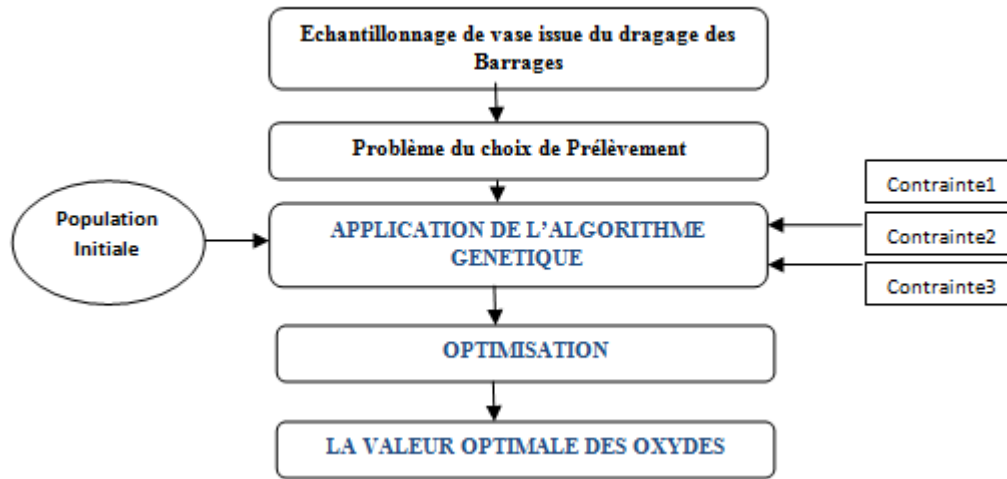 Echantillonnage de vase issue du dragage des
Barrages
Problème du choix de Prélèvement
Population
Initiale
APPLICATION DE L’ALGORITHME
GENETIQUE
Contrainte1
Contrainte2
Contrainte3
OPTIMISATION
LA VALEUR OPTIMALE DES OXYDES